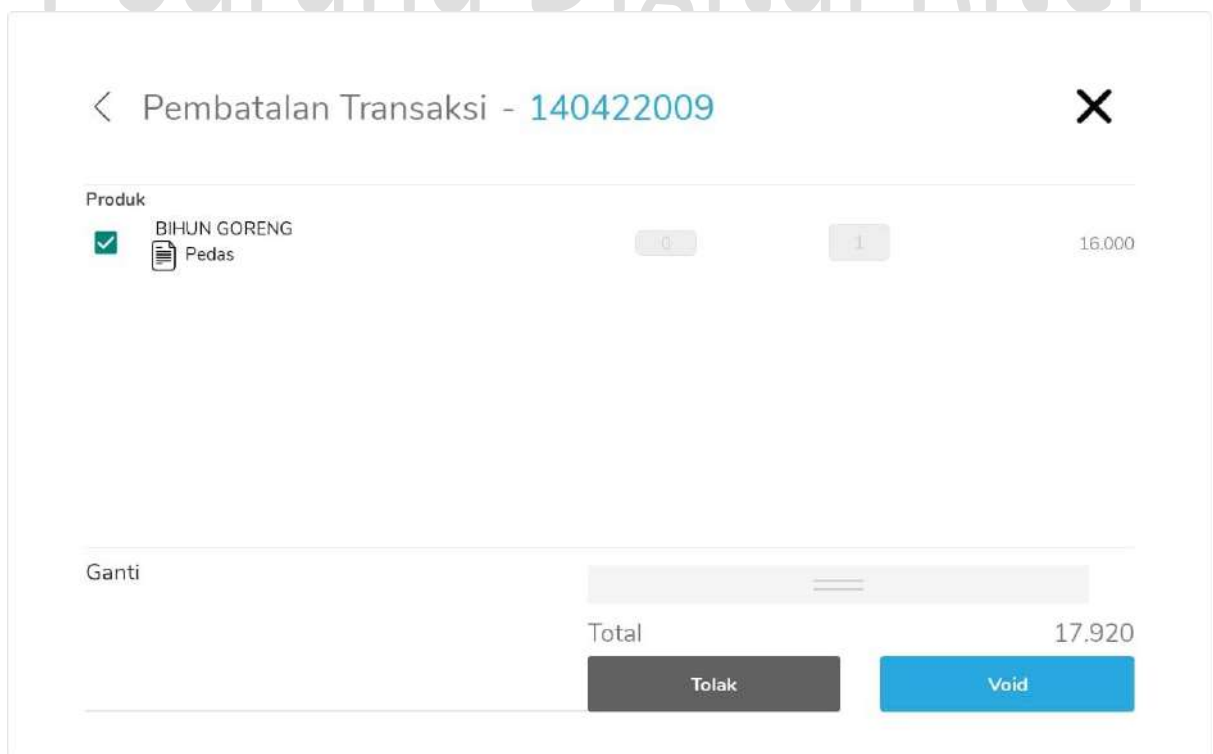 Pembatalan Transaksi - 140422009
Produk
BIHUN GORENG
Pedas
0 1 16.000
Ganti
Total 17.920
Tolak Void